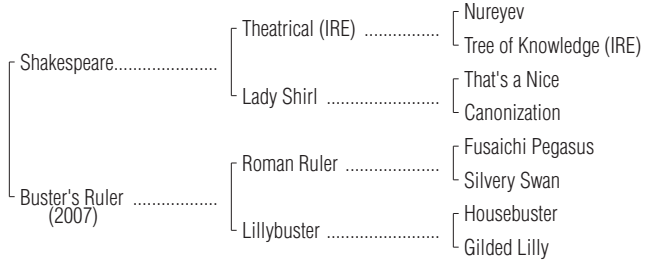 Nureyev
Theatrical (IRE) ..................
Tree of Knowledge (IRE)
Shakespeare.........................
That's a Nice
Lady Shirl ...........................
Canonization
Fusaichi Pegasus
Roman Ruler ......................
Silvery Swan
Buster's Ruler ....................
(2007)
Housebuster
Lillybuster ...........................
Gilded Lilly